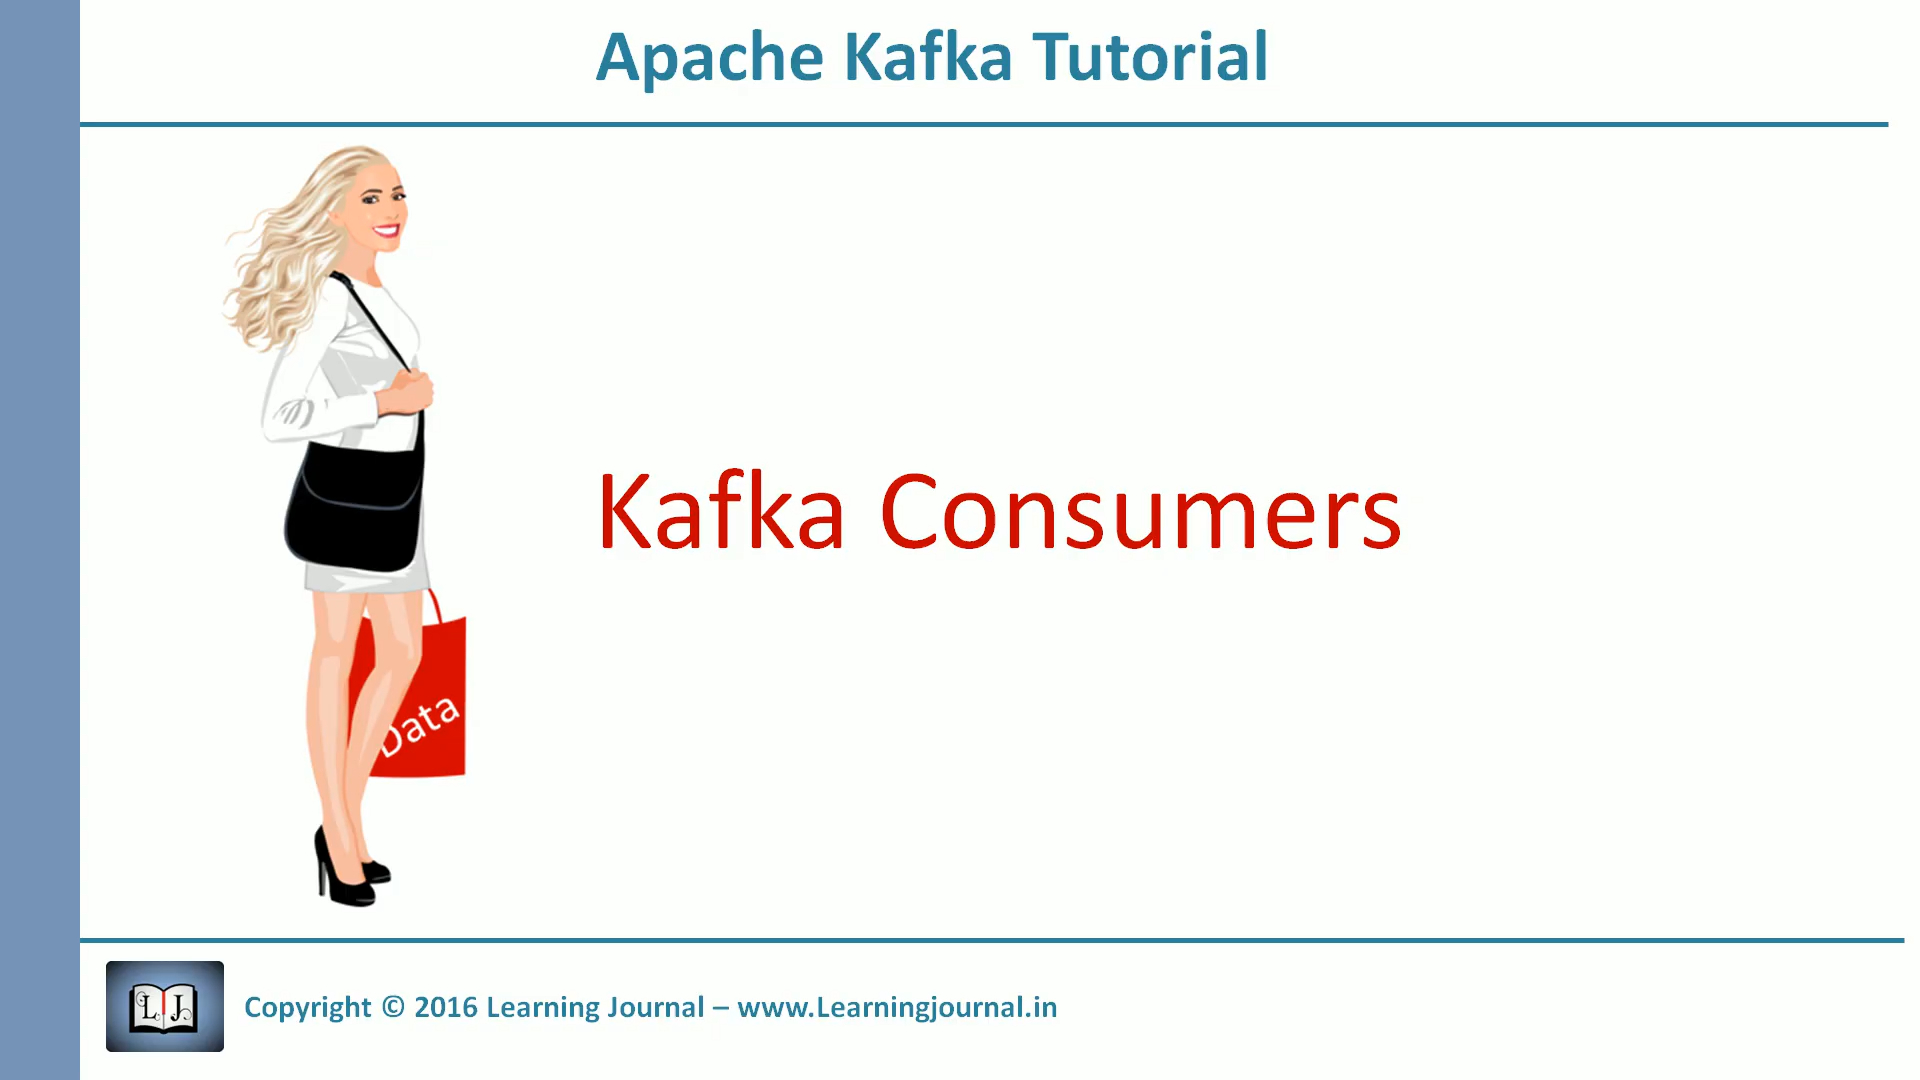 Apache Kafka Tutorial
Kafka Consumers
Data
L J
Copyright © 2016 Learning Journal – www.Learningjournal.in